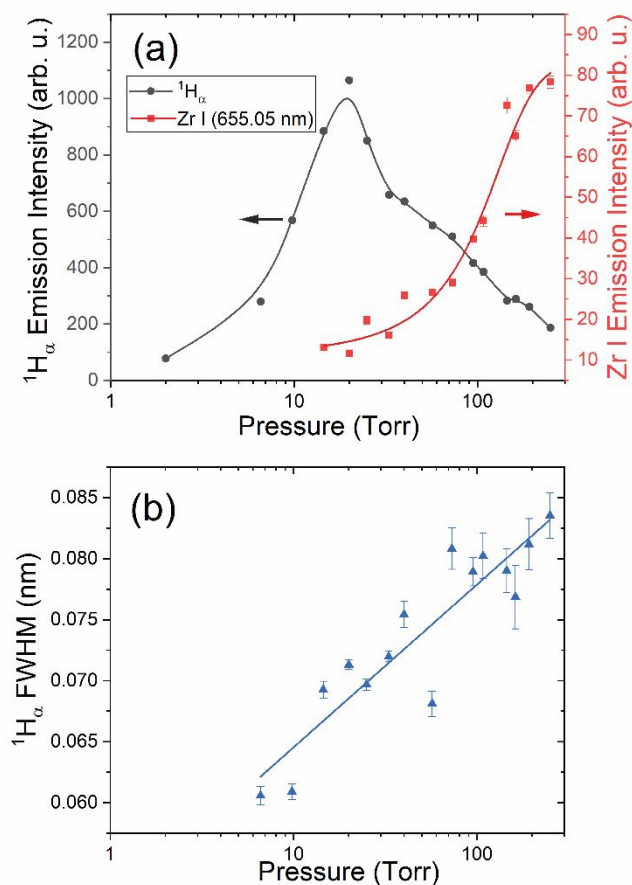 (a)
¹Hα
Zr I (655.05 nm)
¹Hα Emission Intensity (arb. u.)
1200
1000
800
600
400
200
0
Zr I Emission Intensity (arb. u.)
90
80
70
60
50
40
30
20
10
1 10 100
Pressure (Torr)
(b)
¹Hα FWHM (nm)
0.085
0.080
0.075
0.070
0.065
0.060
1 10 100
Pressure (Torr)